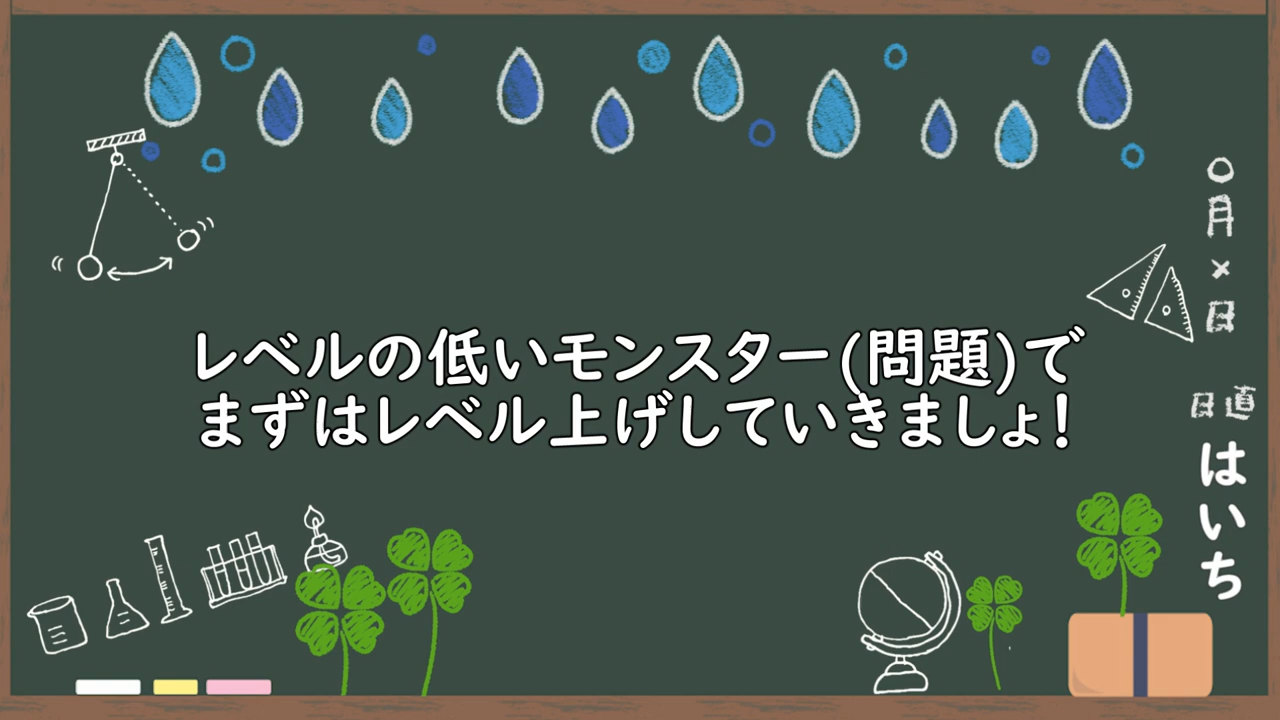 レベルの低いモンスター(問題)で
まずはレベル上げしていきましょ!
〇月×日
日直
はいち